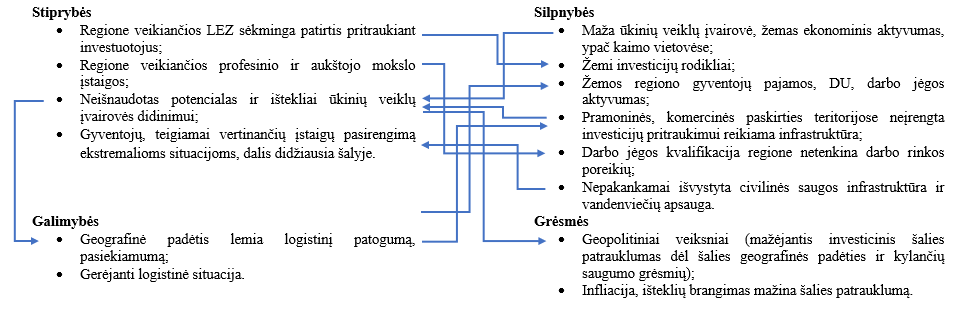 Stiprybės
Regione veikiančios LEZ sėkminga patirtis pritraukiant
investuotojus;
Regione veikiančios profesinio ir aukštojo mokslo
įstaigos;
Neišnaudotas potencialas ir ištekliai ūkinių veiklų
įvairovės didinimui;
Gyventojų, teigiamai vertinančių įstaigų pasirengimą
ekstremalioms situacijoms, dalis didžiausia šalyje.
Silpnybės
Maža ūkinių veiklų įvairovė, žemas ekonominis aktyvumas,
ypač kaimo vietovėse;
Žemi investicijų rodikliai;
Žemos regiono gyventojų pajamos, DU, darbo jėgos
aktyvumas;
Pramoninės, komercinės paskirties teritorijose neįrengta
investicijų pritraukimui reikiama infrastruktūra;
Darbo jėgos kvalifikacija regione netenkina darbo rinkos
poreikių;
Nepakankamai išvystyta civilinės saugos infrastruktūra ir
vandenviečių apsauga.
Galimybės
Geografinė padėtis lemia logistinį patogumą,
pasiekiamumą;
Gerėjanti logistinė situacija.
Grėsmės
Geopolitiniai veiksniai (mažėjantis investicinis šalies
patrauklumas dėl šalies geografinės padėties ir kylančių
saugumo grėsmių);
Infliacija, išteklių brangimas mažina šalies patrauklumą.